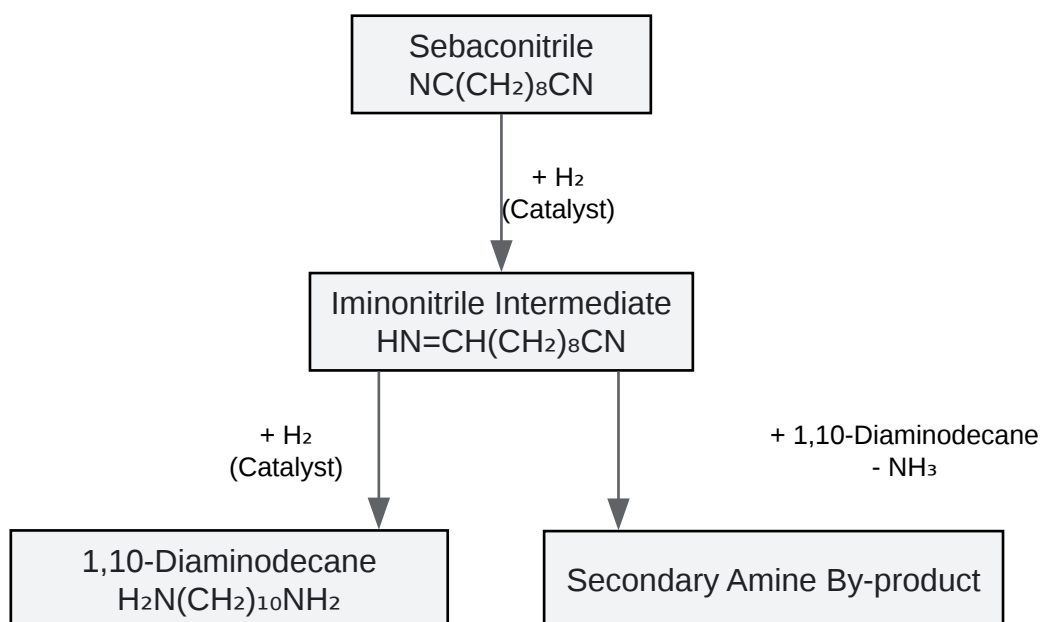 Sebaconitrile
NC(CH₂)₈CN
+ H₂
(Catalyst)
Iminonitrile Intermediate
HN=CH(CH₂)₈CN
+ H₂
(Catalyst)
+ 1,10-Diaminodecane
- NH₃
1,10-Diaminodecane
H₂N(CH₂)₁₀NH₂
Secondary Amine By-product